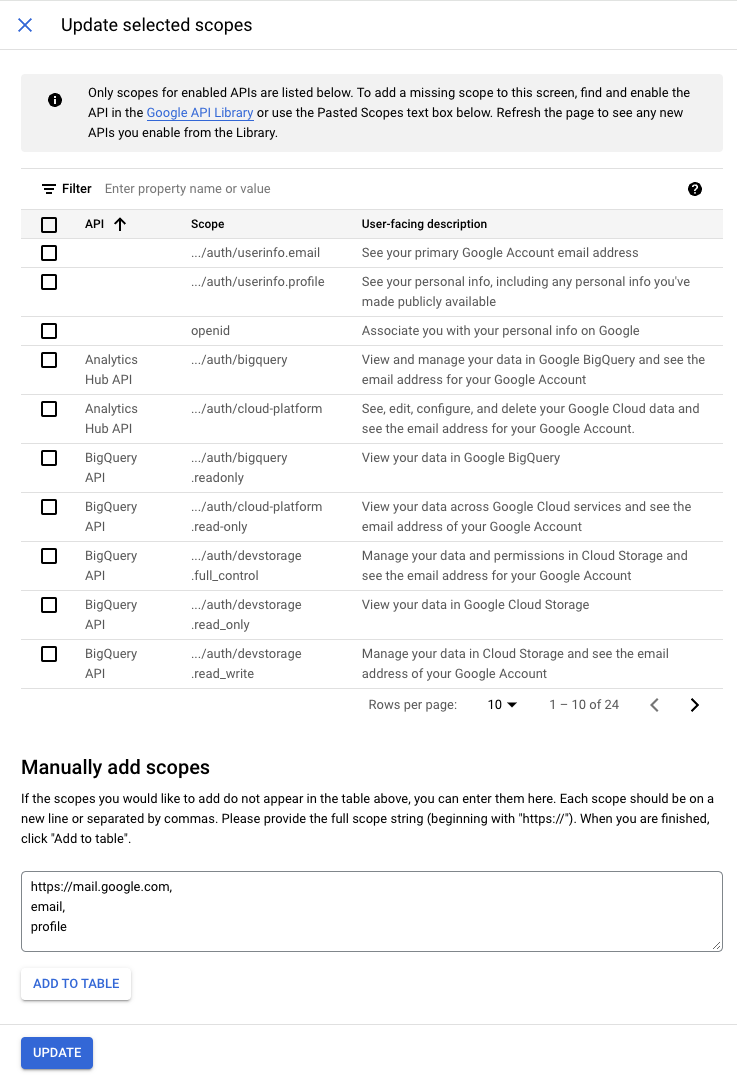 Update selected scopes
Only scopes for enabled APIs are listed below. To add a missing scope to this screen, find and enable the
API in the Google API Library or use the Pasted Scopes text box below. Refresh the page to see any new
APIs you enable from the Library.
Filter Enter property name or value
API Scope User-facing description
.../auth/userinfo.email See your primary Google Account email address
.../auth/userinfo.profile See your personal info, including any personal info you've
made publicly available
openid Associate you with your personal info on Google
Analytics .../auth/bigquery View and manage your data in Google BigQuery and see the
Hub API email address for your Google Account
Analytics .../auth/cloud-platform See, edit, configure, and delete your Google Cloud data and
Hub API see the email address for your Google Account.
BigQuery .../auth/bigquery View your data in Google BigQuery
API .readonly
BigQuery .../auth/cloud-platform View your data across Google Cloud services and see the
API .read-only email address of your Google Account
BigQuery .../auth/devstorage Manage your data and permissions in Cloud Storage and
API .full_control see the email address for your Google Account
BigQuery .../auth/devstorage View your data in Google Cloud Storage
API .read_only
BigQuery .../auth/devstorage Manage your data in Cloud Storage and see the email
API .read_write address of your Google Account
Rows per page: 10 1 – 10 of 24
Manually add scopes
If the scopes you would like to add do not appear in the table above, you can enter them here. Each scope should be on a
new line or separated by commas. Please provide the full scope string (beginning with "https://"). When you are finished,
click "Add to table".
https://mail.google.com,
email,
profile
ADD TO TABLE
UPDATE